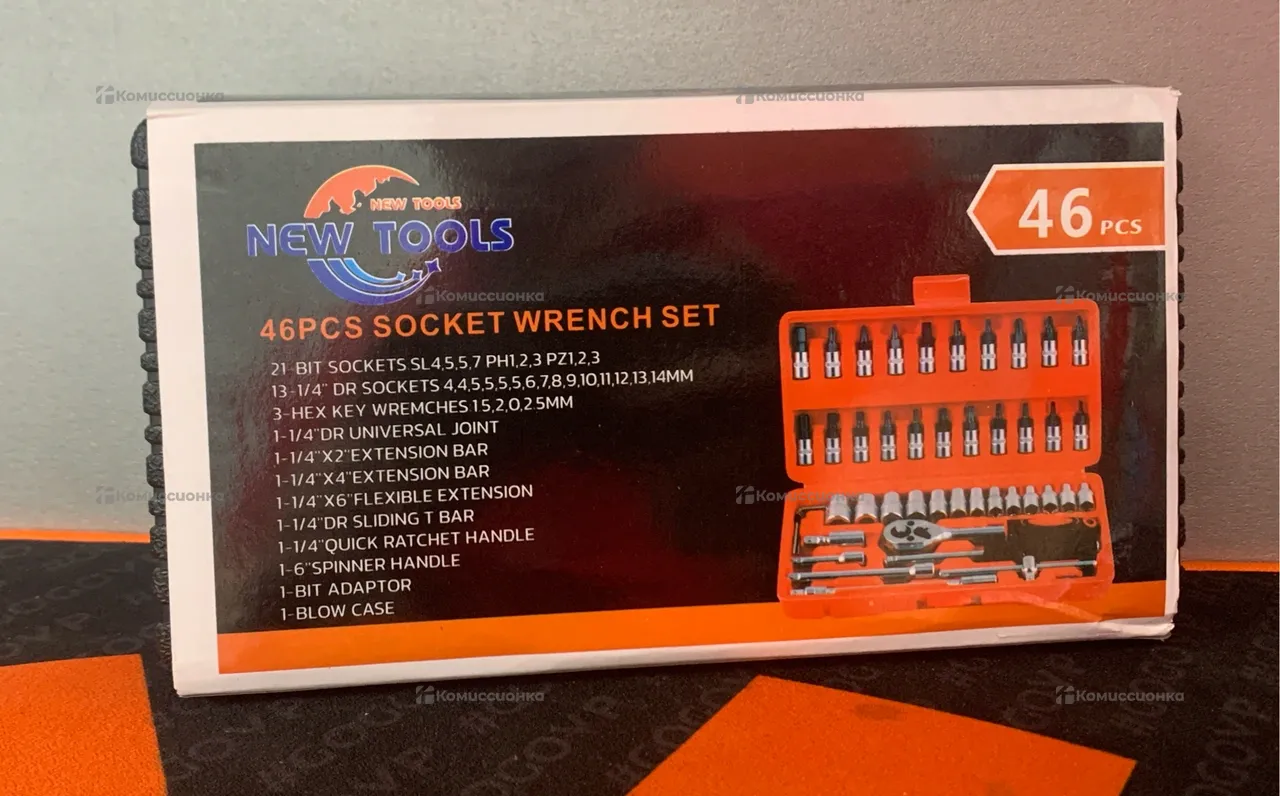 Комиссионка
Комиссионка
NEW TOOLS
NEW TOOLS
46 PCS
Комиссионка
Комиссионка
46PCS SOCKET WRENCH SET
21-BIT SOCKETS SL4,5,5,7 PH1,2,3 PZ1,2,3
13-1/4" DR SOCKETS 4,4,5,5,5,5,6,7,8,9,10,11,12,13,14MM
3-HEX KEY WREMCHES 1.5,2,0,2.5MM
1-1/4"DR UNIVERSAL JOINT
1-1/4"X2"EXTENSION BAR
1-1/4"X4"EXTENSION BAR
1-1/4"X6"FLEXIBLE EXTENSION
1-1/4"DR SLIDING T BAR
1-1/4"QUICK RATCHET HANDLE
1-6"SPINNER HANDLE
1-BIT ADAPTOR
1-BLOW CASE
Комиссионка
Комиссионка
Комиссионка